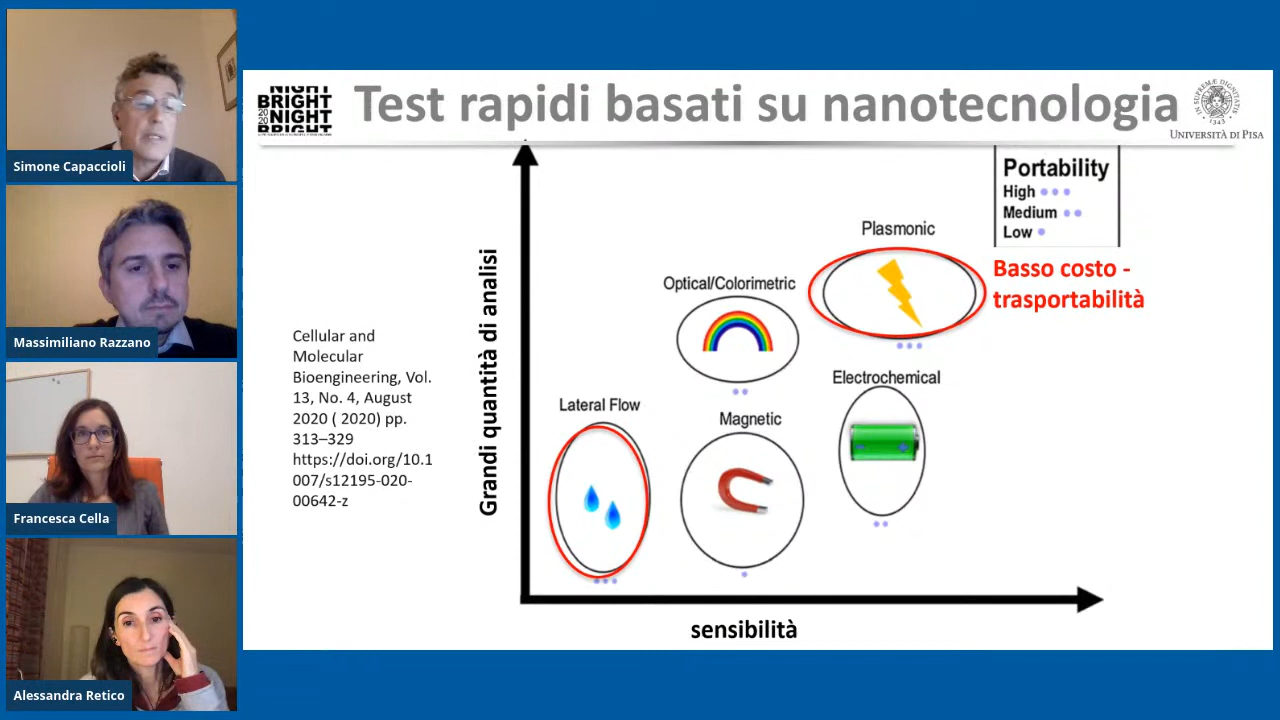 Simone Capaccioli
Massimiliano Razzano
Francesca Cella
Alessandra Retico
NIGHT
BRIGHT
NIGHT
BRIGHT
Test rapidi basati su nanotecnologia
1343
UNIVERSITÀ DI PISA
Cellular and
Molecular
Bioengineering, Vol.
13, No. 4, August
2020 ( 2020) pp.
313–329
https://doi.org/10.1
007/s12195-020-
00642-z
Grandi quantità di analisi
Lateral Flow
Optical/Colorimetric
Magnetic
Plasmonic
Electrochemical
Portability
High
Medium
Low
Basso costo -
trasportabilità
sensibilità